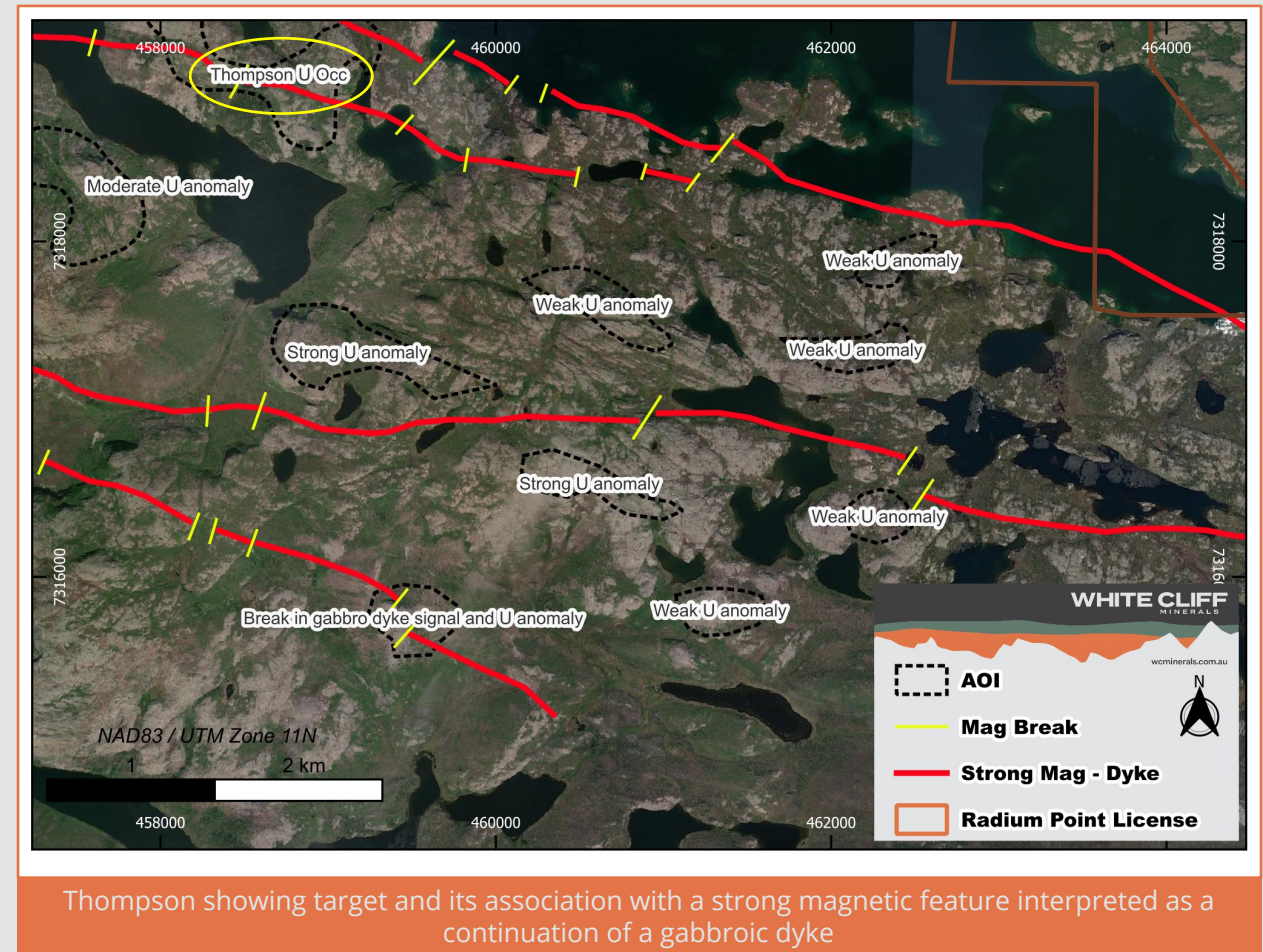 458000
460000
462000
464000
Thompson U Occ
Moderate U anomaly
7318000
7318000
Weak U anomaly
Weak U anomaly
Strong U anomaly
Weak U anomaly
Strong U anomaly
Weak U anomaly
7316000
7316(
Break in gabbro dyke signal and U anomaly
Weak U anomaly
WHITE CLIFF
MINERALS
wcminerals.com.au
AOI
N
Mag Break
Strong Mag - Dyke
Radium Point License
NAD83 / UTM Zone 11N
1 2 km
458000
460000
462000
Thompson showing target and its association with a strong magnetic feature interpreted as a
continuation of a gabbroic dyke